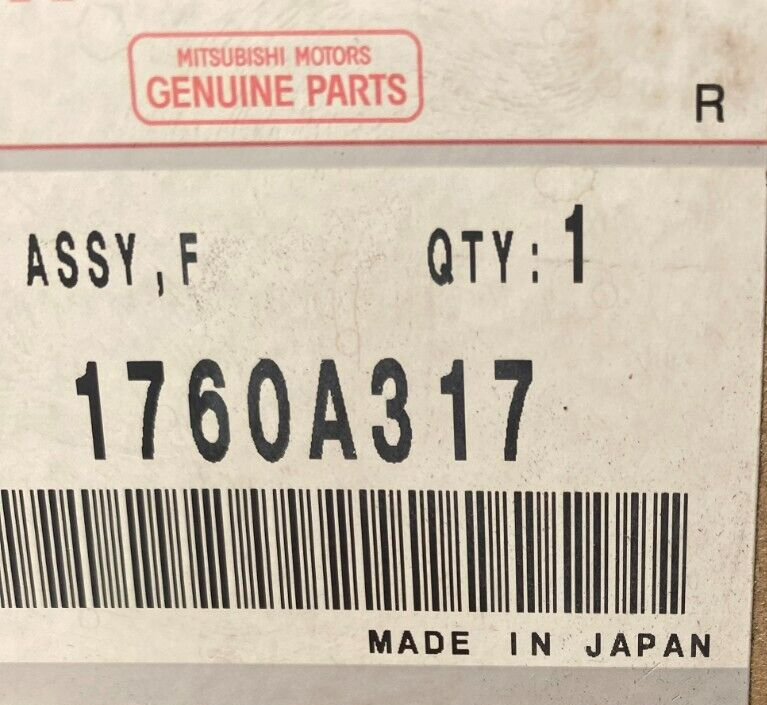 MITSUBISHI MOTORS
GENUINE PARTS
R
ASSY,F QTY:1
1760A317
MADE IN JAPAN